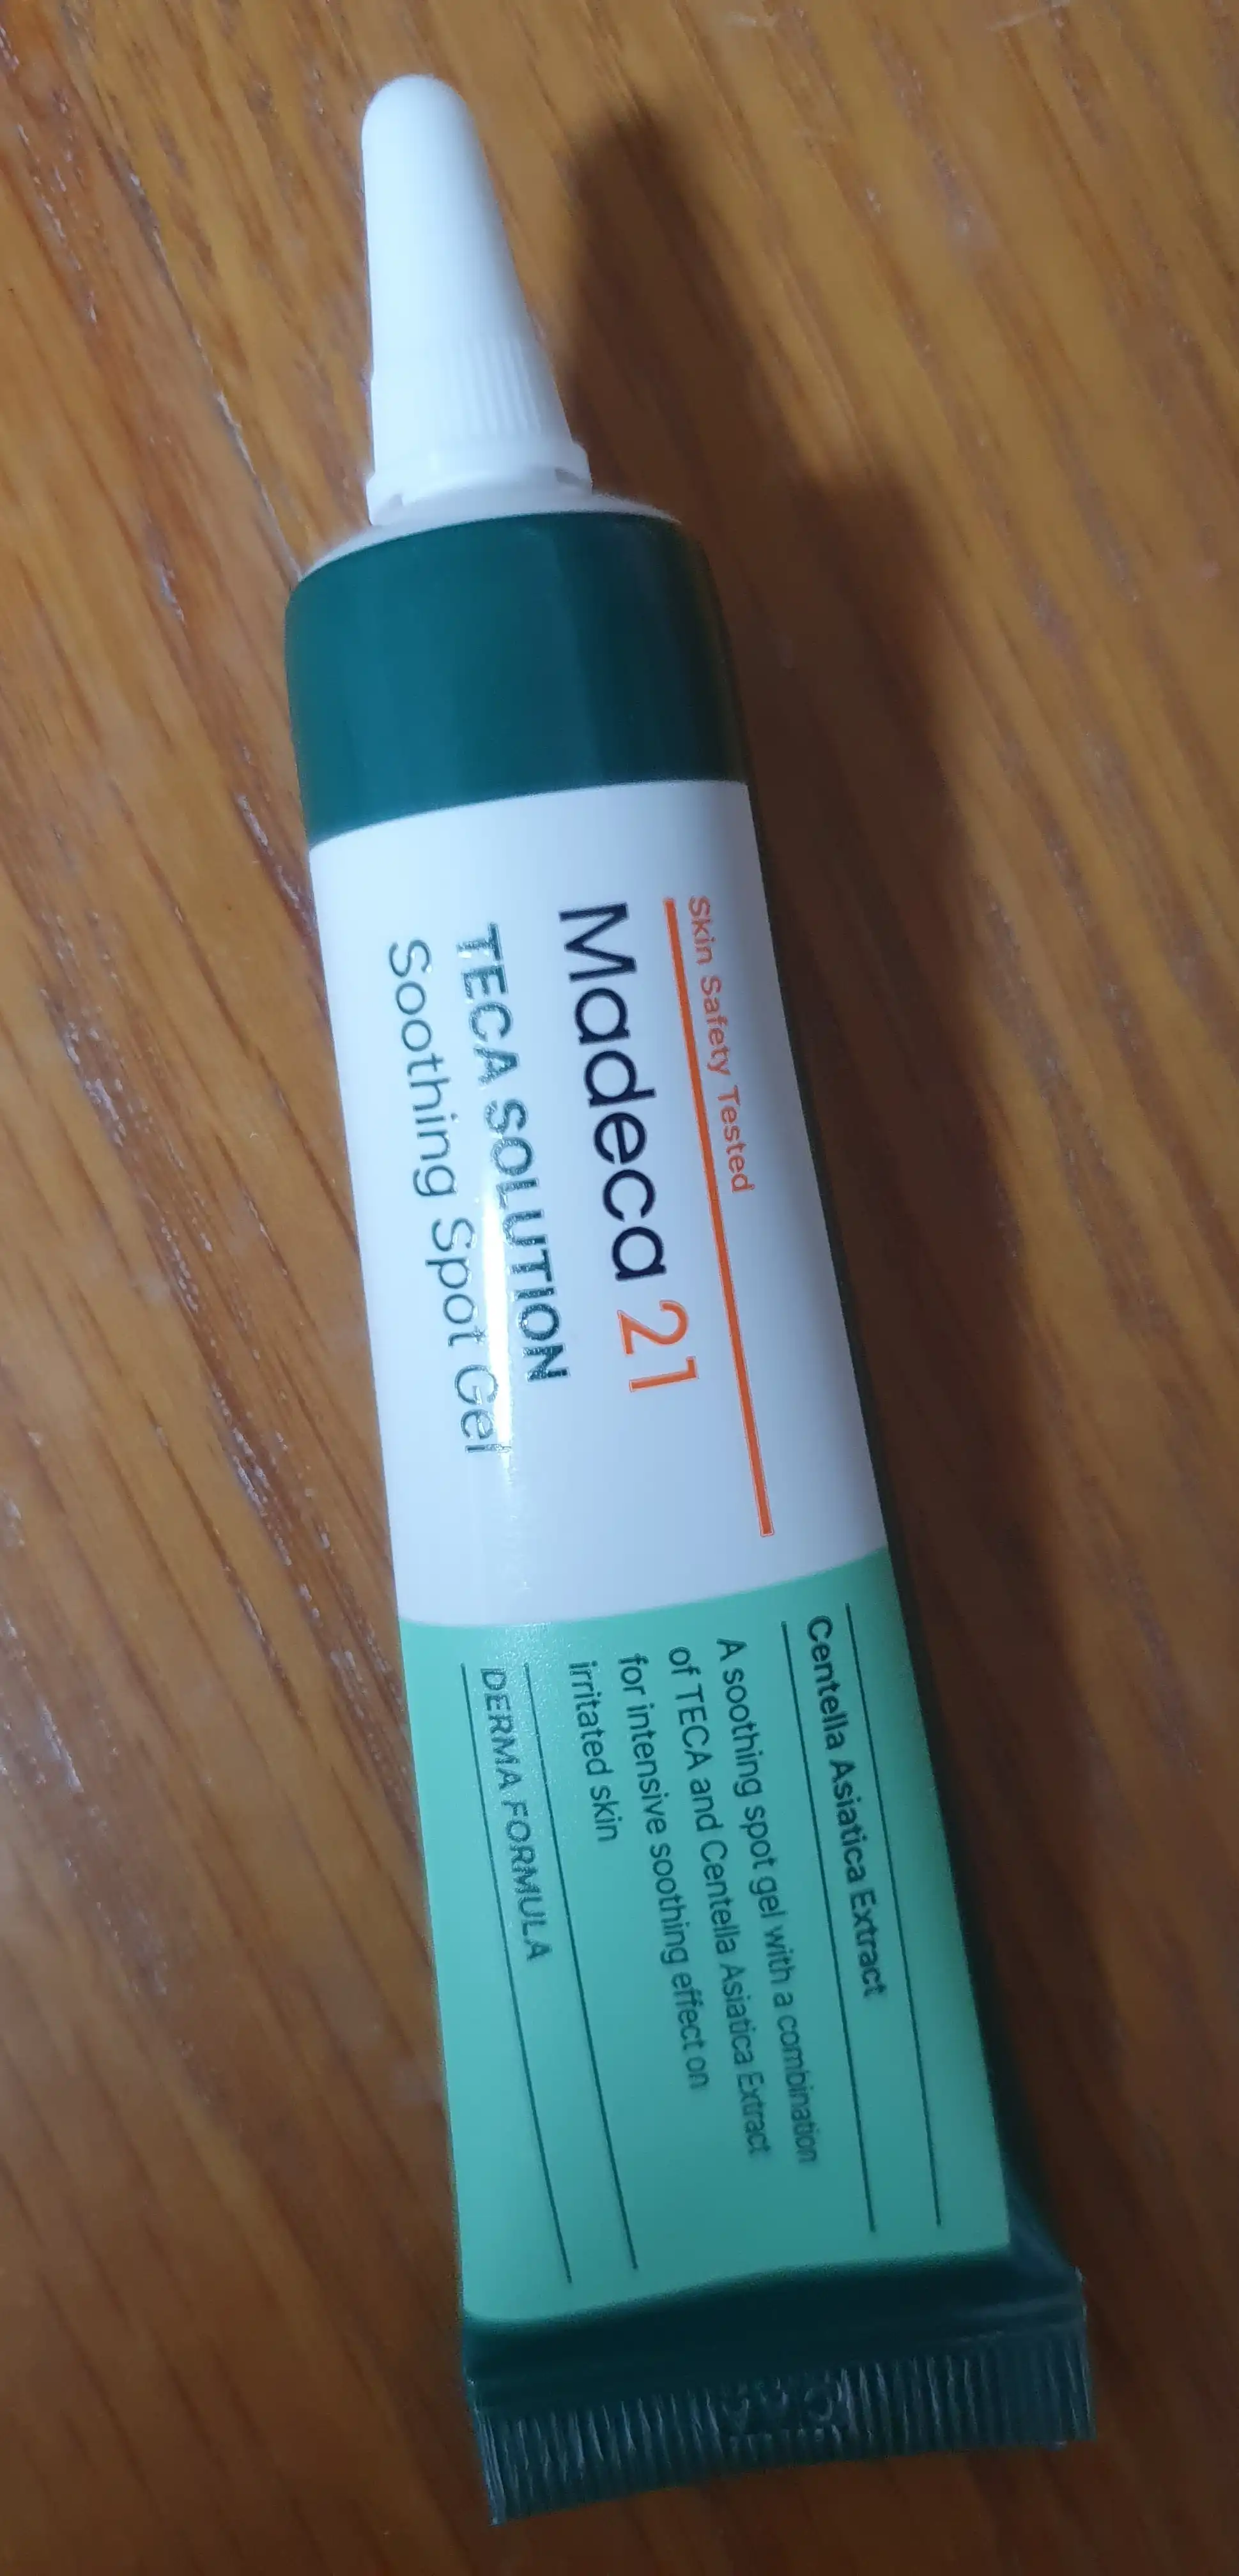 Skin Safety Tested
Madeca 21
TECA SOLUTION
Soothing Spot Gel
Centella Asiatica Extract
A soothing spot gel with a combination
of TECA and Centella Asiatica Extract
for intensive soothing effect on
irritated skin
DERMA FORMULA